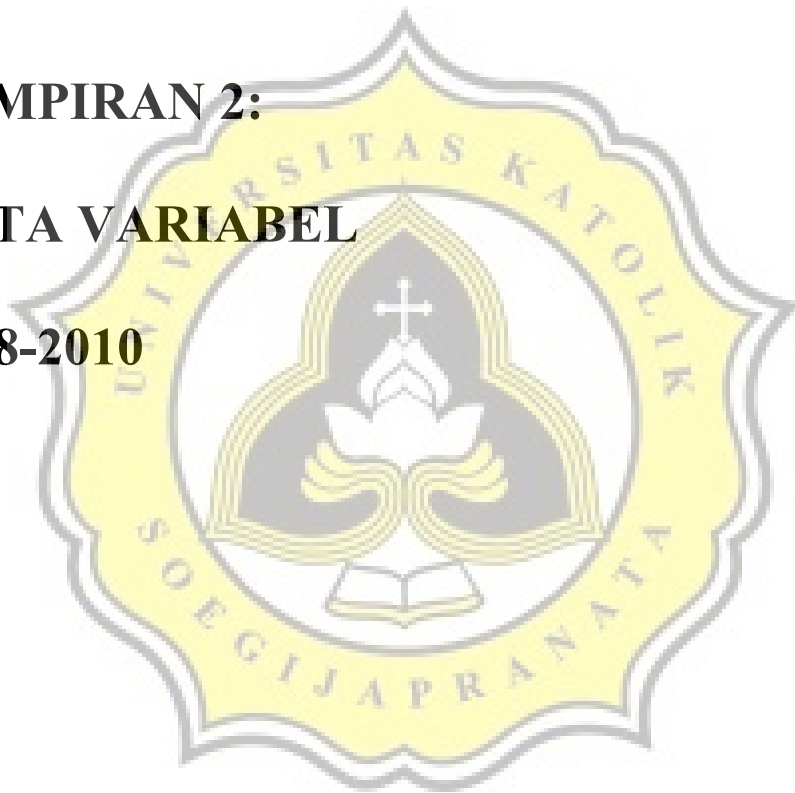 MPIRAN 2:
TA VARIABEL
8-2010
UNIVERSITAS KATOLIK
SOEGIJAPRANATA